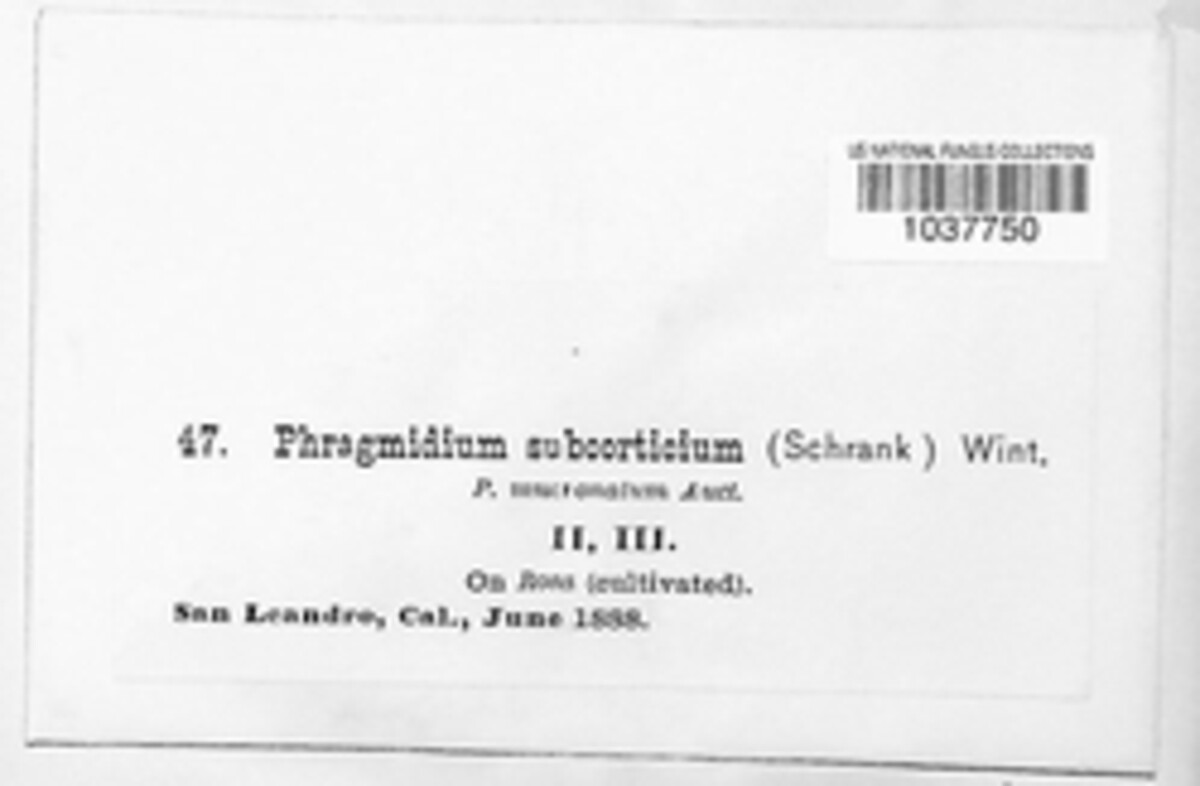 US NATIONAL FUNGUS COLLECTIONS
1037750
47. Phragmidium subcorticium (Schrank) Wint.
P. mucronatum Auct.
II, III.
On Rosa (cultivated).
San Leandro, Cal., June 1888.